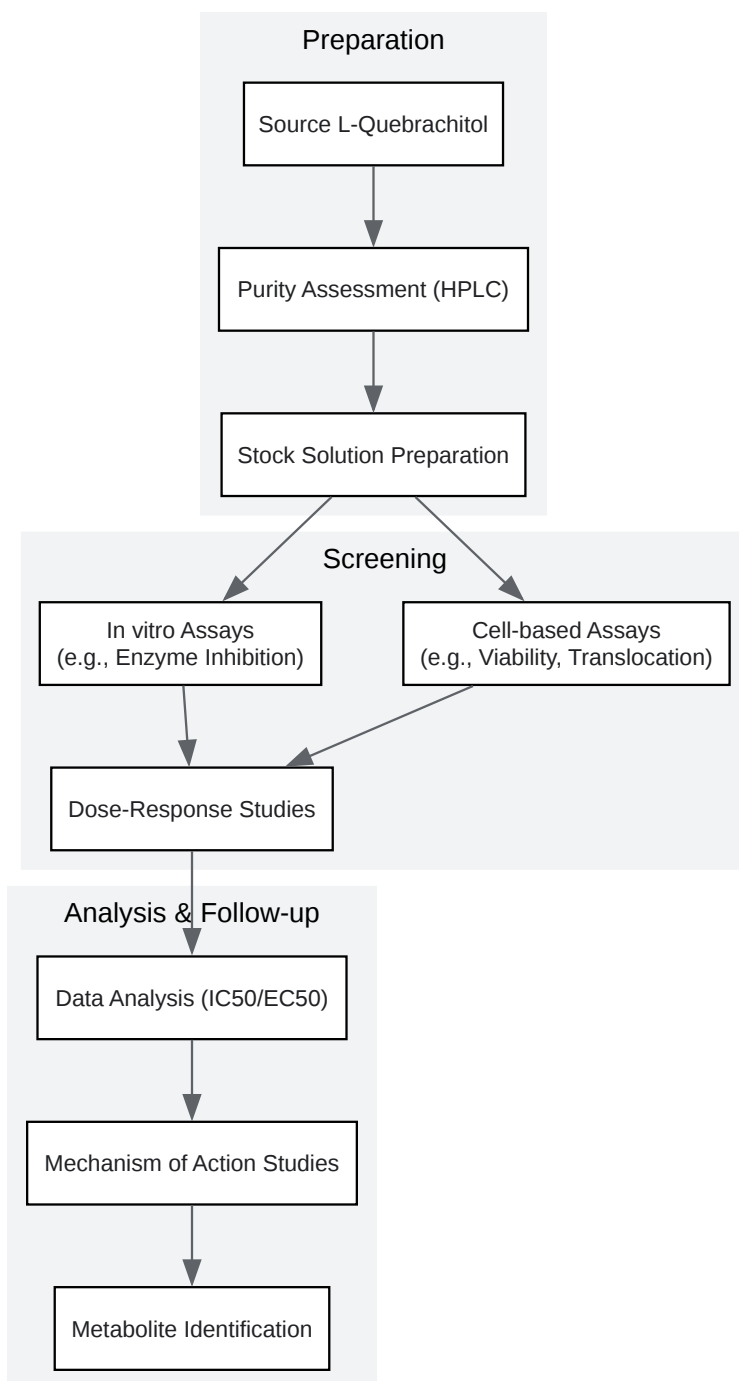 Preparation
Source L-Quebrachitol
Purity Assessment (HPLC)
Stock Solution Preparation
Screening
In vitro Assays
(e.g., Enzyme Inhibition)
Cell-based Assays
(e.g., Viability, Translocation)
Dose-Response Studies
Analysis & Follow-up
Data Analysis (IC50/EC50)
Mechanism of Action Studies
Metabolite Identification